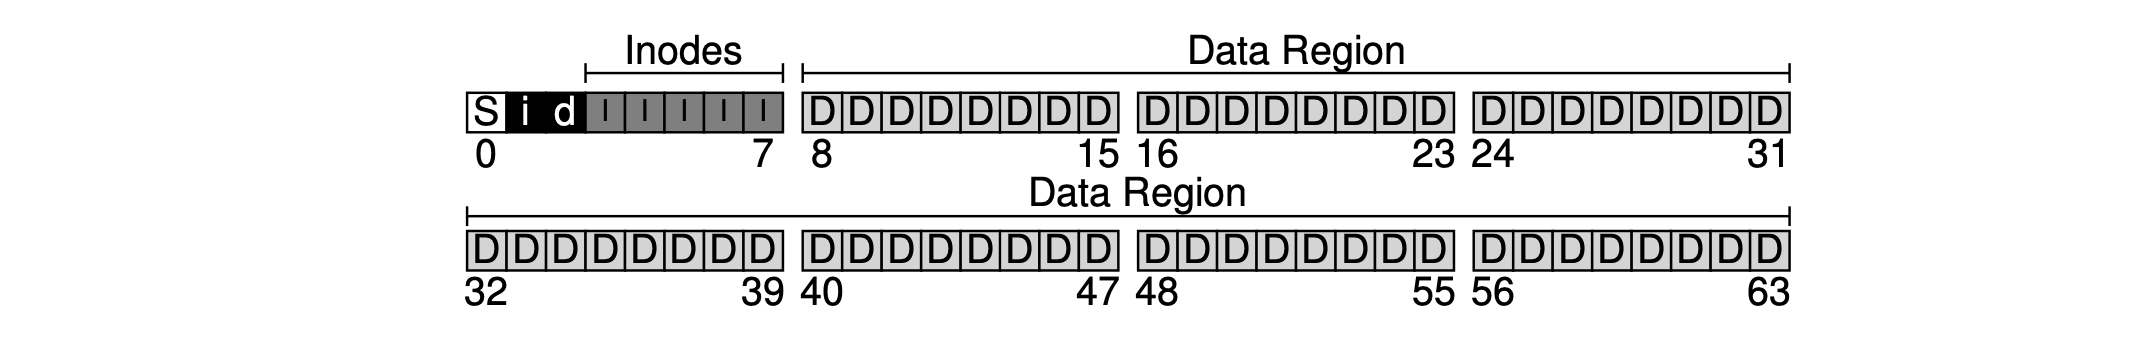 Inodes Data Region
S i d I I I I I D D D D D D D D D D D D D D D D D D D D D D D D
0 7 8 15 16 23 24 31
Data Region
D D D D D D D D D D D D D D D D D D D D D D D D D D D D D D D D
32 39 40 47 48 55 56 63